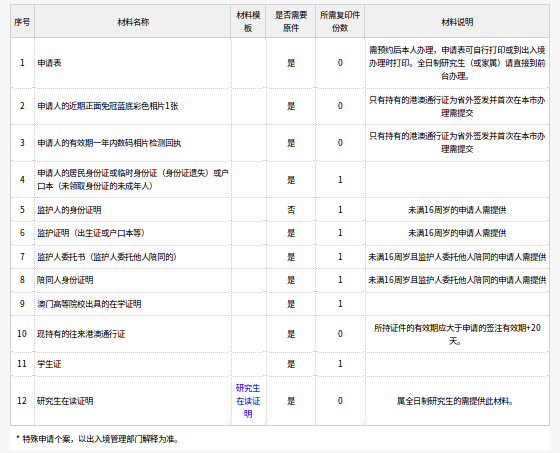 序号 材料名称 材料模板 是否需要原件 所需复印件份数 材料说明
1 申请表 是 0 需预约后本人办理，申请表可自行打印或到出入境办理时打印。全日制研究生（或家属）请直接到前台办理。
2 申请人的近期正面免冠蓝底彩色相片1张 是 0 只有持有的港澳通行证为省外签发并首次在本市办理需提交
3 申请人的有效期一年内数码相片检测回执 是 0 只有持有的港澳通行证为省外签发并首次在本市办理需提交
4 申请人的居民身份证或临时身份证（身份证遗失）或户口本（未领取身份证的未成年人） 是 1
5 监护人的身份证明 否 1 未满16周岁的申请人需提供
6 监护证明（出生证或户口本等） 是 1 未满16周岁的申请人需提供
7 监护人委托书（监护人委托他人陪同的） 是 1 未满16周岁且监护人委托他人陪同的申请人需提供
8 陪同人身份证明 是 1 未满16周岁且监护人委托他人陪同的申请人需提供
9 澳门高等院校出具的在学证明 是 1
10 现持有的往来港澳通行证 是 0 所持证件的有效期应大于申请的签注有效期+20天。
11 学生证 是 1
12 研究生在读证明 研究生在读证明 是 0 属全日制研究生的需提供此材料。
* 特殊申请个案，以出入境管理部门解释为准。